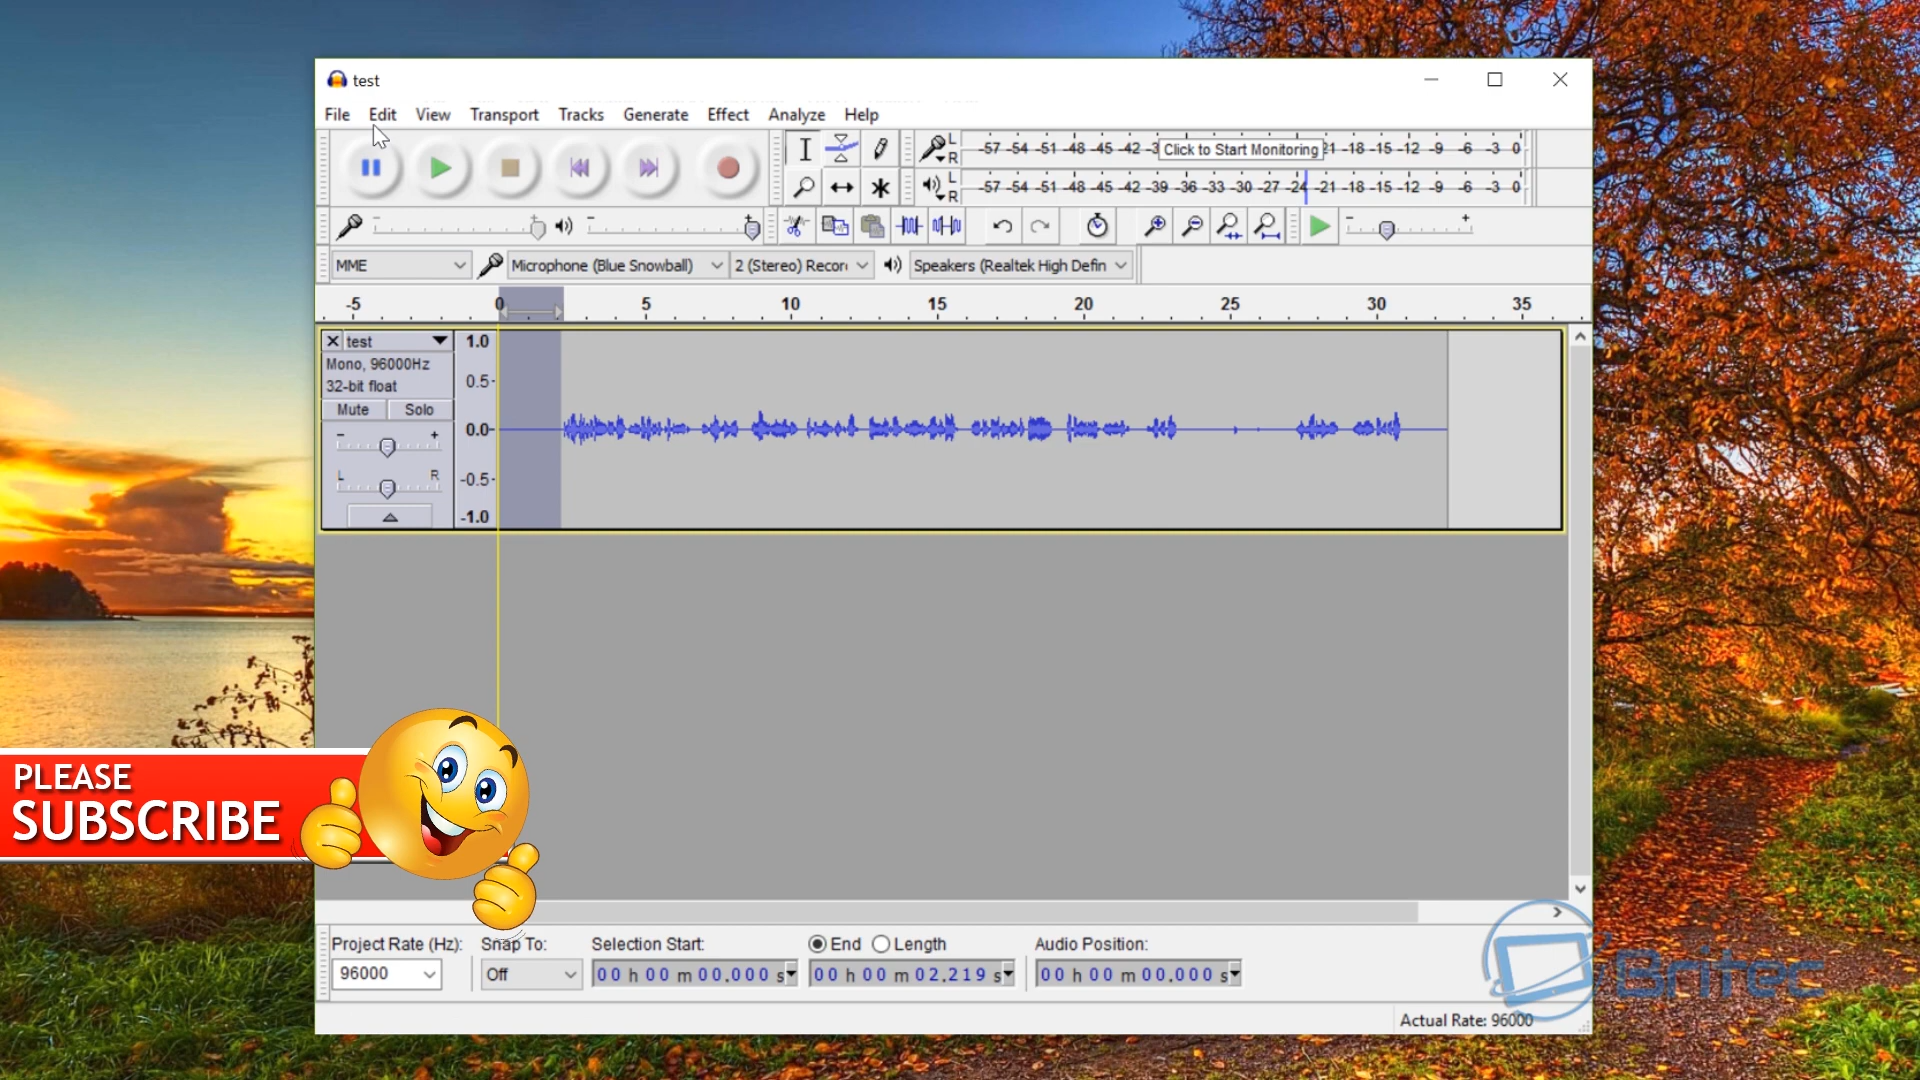 test
File Edit View Transport Tracks Generate Effect Analyze Help
L R -57 -54 -51 -48 -45 -42 -3 Click to Start Monitoring 21 -18 -15 -12 -9 -6 -3 0
L R -57 -54 -51 -48 -45 -42 -39 -36 -33 -30 -27 -24 -21 -18 -15 -12 -9 -6 -3 0
MME Microphone (Blue Snowball) 2 (Stereo) Recor Speakers (Realtek High Defin
-5 0 5 10 15 20 25 30 35
test
Mono, 96000Hz
32-bit float
Mute Solo
- +
L R
1.0
0.5
0.0
-0.5
-1.0
PLEASE
SUBSCRIBE
Project Rate (Hz): Snap To: Selection Start: End Length Audio Position:
96000 Off 00 h 00 m 00.000 s 00 h 00 m 02.219 s 00 h 00 m 00.000 s
Britec
Actual Rate: 96000